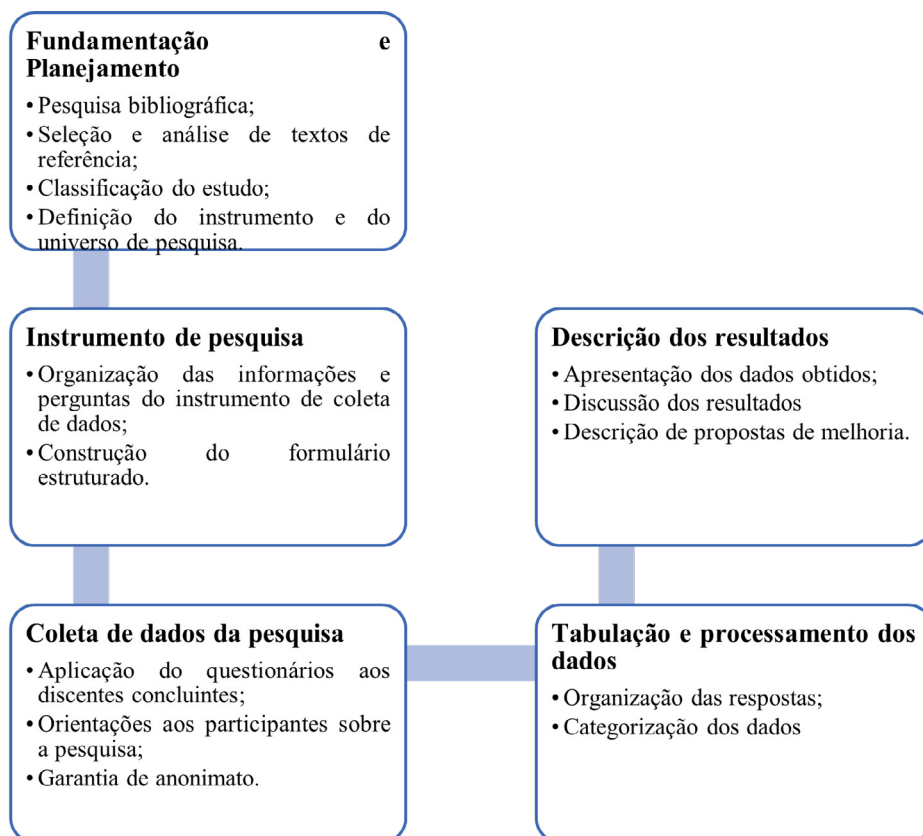 Fundamentação e
Planejamento
• Pesquisa bibliográfica;
• Seleção e análise de textos de
referência;
• Classificação do estudo;
• Definição do instrumento e do
universo de pesquisa.
Instrumento de pesquisa
• Organização das informações e
perguntas do instrumento de coleta
de dados;
• Construção do formulário
estruturado.
Coleta de dados da pesquisa
• Aplicação do questionários aos
discentes concluintes;
• Orientações aos participantes sobre
a pesquisa;
• Garantia de anonimato.
Tabulação e processamento dos
dados
• Organização das respostas;
• Categorização dos dados
Descrição dos resultados
• Apresentação dos dados obtidos;
• Discussão dos resultados
• Descrição de propostas de melhoria.